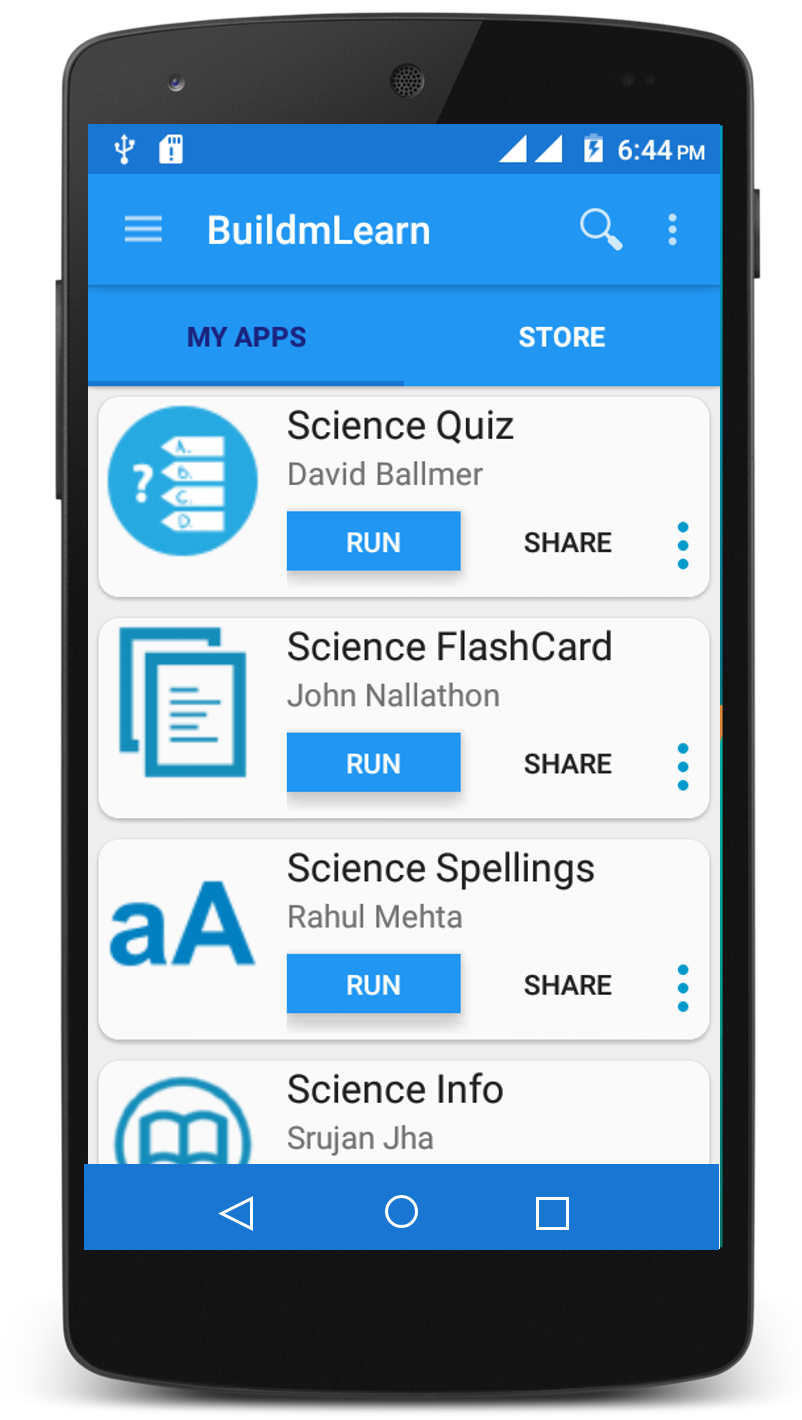 6:44 PM
BuildmLearn
MY APPS STORE
Science Quiz
David Ballmer
? A. B. C. D.
RUN SHARE
Science FlashCard
John Nallathon
RUN SHARE
Science Spellings
aA
Rahul Mehta
RUN SHARE
Science Info
Srujan Jha